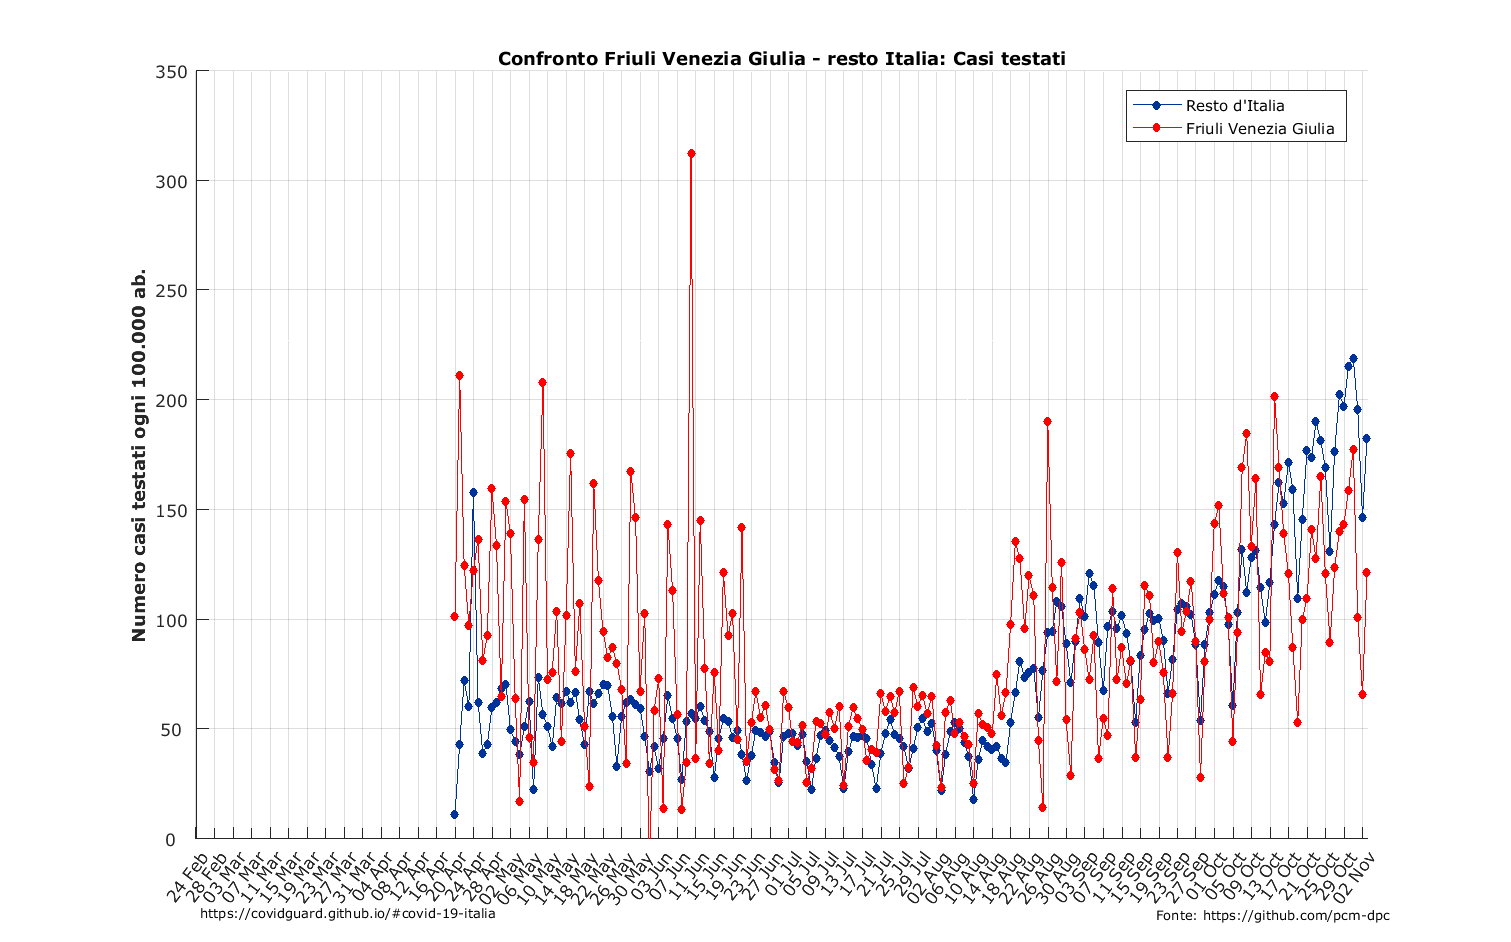 Confronto Friuli Venezia Giulia - resto Italia: Casi testati
Resto d'Italia
Friuli Venezia Giulia
Numero casi testati ogni 100.000 ab.
350
300
250
200
150
100
50
0
24 Feb
28 Feb
03 Mar
07 Mar
11 Mar
15 Mar
19 Mar
23 Mar
27 Mar
31 Mar
04 Apr
08 Apr
12 Apr
16 Apr
20 Apr
24 Apr
28 Apr
02 May
06 May
10 May
14 May
18 May
22 May
26 May
30 May
03 Jun
07 Jun
11 Jun
15 Jun
19 Jun
23 Jun
27 Jun
01 Jul
05 Jul
09 Jul
13 Jul
17 Jul
21 Jul
25 Jul
29 Jul
02 Aug
06 Aug
10 Aug
14 Aug
18 Aug
22 Aug
26 Aug
30 Aug
03 Sep
07 Sep
11 Sep
15 Sep
19 Sep
23 Sep
27 Sep
01 Oct
05 Oct
09 Oct
13 Oct
17 Oct
21 Oct
25 Oct
29 Oct
02 Nov
https://covidguard.github.io/#covid-19-italia
Fonte: https://github.com/pcm-dpc